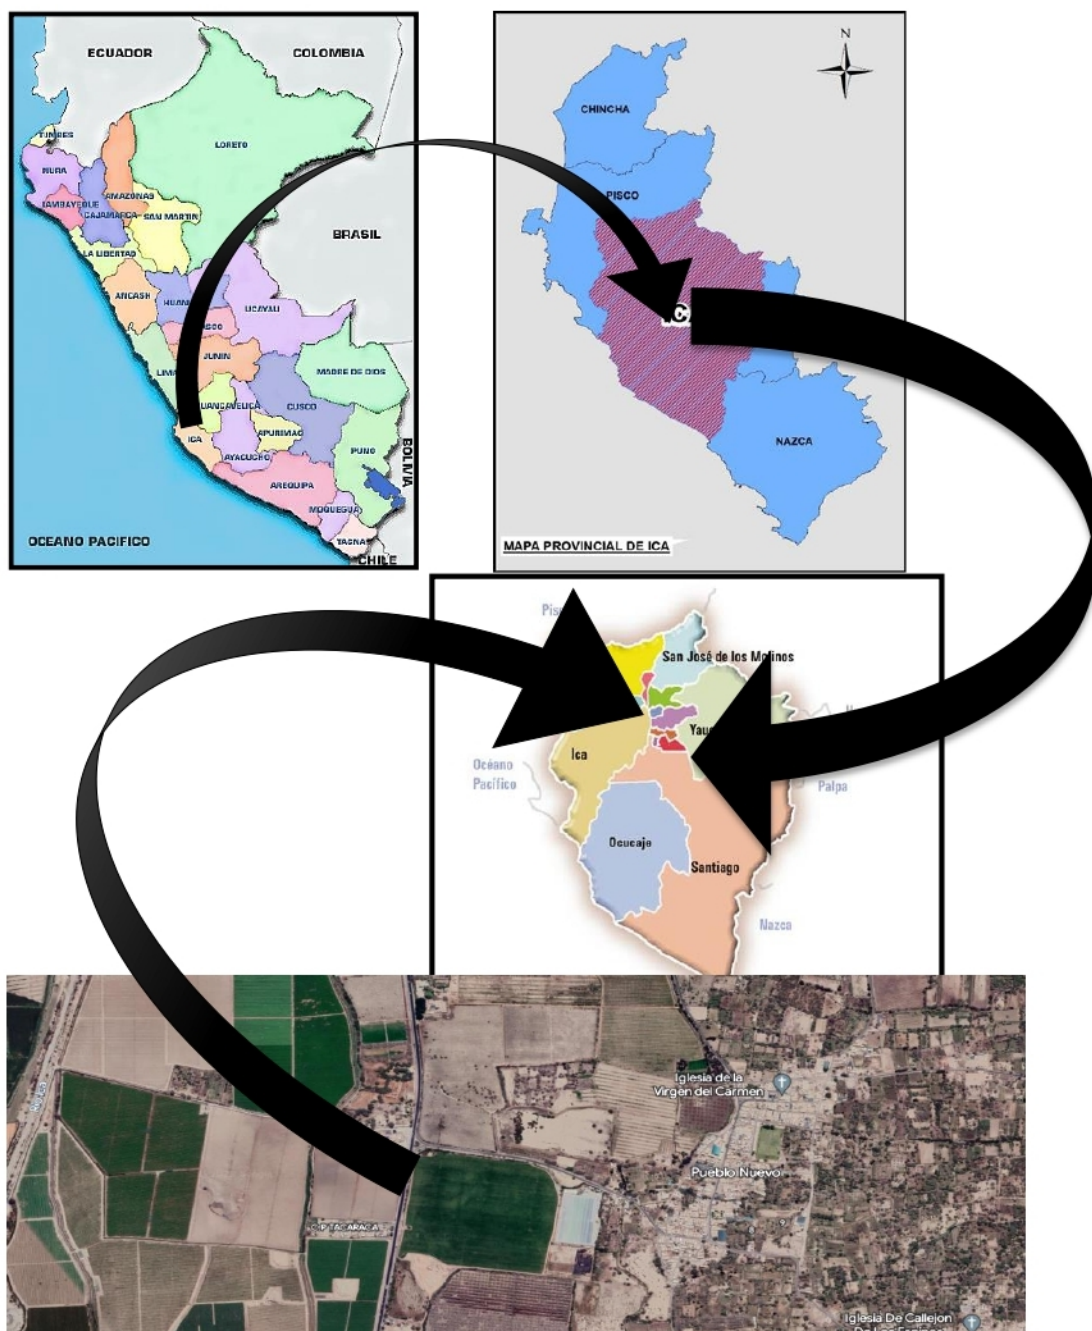 ECUADOR
COLOMBIA
TUMBES
LORETO
AMAZONAS
LAMBAYEQUE
CAJAMARCA
SAN MARTIN
BRASIL
LA LIBERTAD
ANCASH
UCAYALI
JUNIN
LIMA
MADRE DE DIOS
CUSCO
ICA
APURIMAC
AYACUCHO
PUNO
BOLIVIA
AREQUIPA
MOQUEGUA
TACNA
OCEANO PACIFICO
CHILE
N
CHINCHA
PISCO
NAZCA
MAPA PROVINCIAL DE ICA
San José de los Molinos
Ica
Océano
Pacífico
Palpa
Ocucaje
Santiago
Nazca
Iglesia de la
Virgen del Carmen
Pueblo Nuevo
C.P TACARACA
Iglesia De Callejon